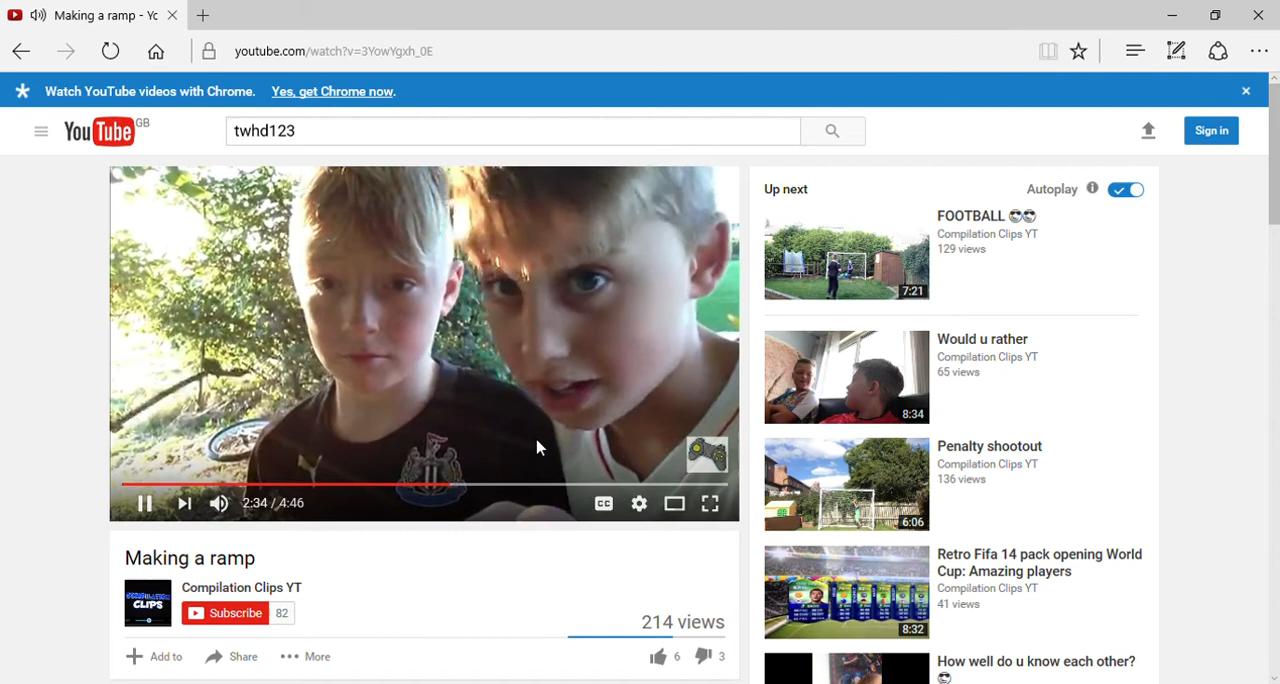 Making a ramp - Yo
youtube.com/watch?v=3YowYgxh_0E
Watch YouTube videos with Chrome. Yes, get Chrome now.
YouTube GB
twhd123
Sign in
Up next
Autoplay
FOOTBALL 😎😎
Compilation Clips YT
129 views
7:21
Would u rather
Compilation Clips YT
65 views
8:34
Penalty shootout
Compilation Clips YT
136 views
6:06
Retro Fifa 14 pack opening World
Cup: Amazing players
Compilation Clips YT
41 views
8:32
How well do u know each other?
😎
CC
2:34 / 4:46
Making a ramp
COMPILATION
CLIPS
Compilation Clips YT
Subscribe 82
214 views
Add to
Share
More
6
3